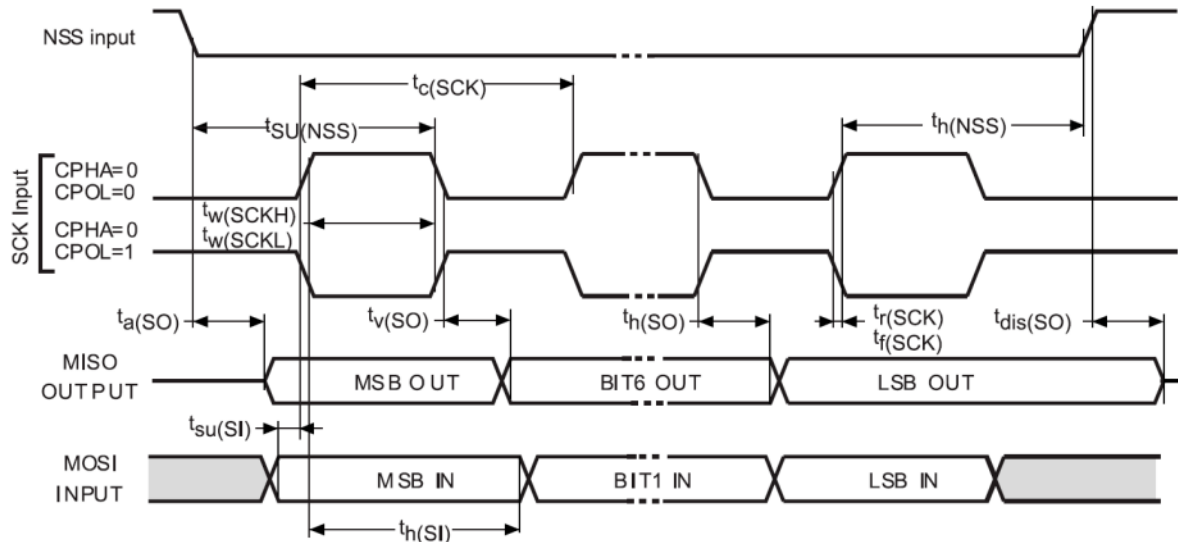 NSS input
tc(SCK)
tSU(NSS)
th(NSS)
SCK Input
CPHA=0
CPOL=0
tw(SCKH)
CPHA=0
tw(SCKL)
CPOL=1
ta(SO)
tv(SO)
th(SO)
tr(SCK)
tf(SCK)
tdis(SO)
MISO
OUTPUT
MSB OUT
BIT6 OUT
LSB OUT
tsu(SI)
MOSI
INPUT
MSB IN
BIT1 IN
LSB IN
th(SI)